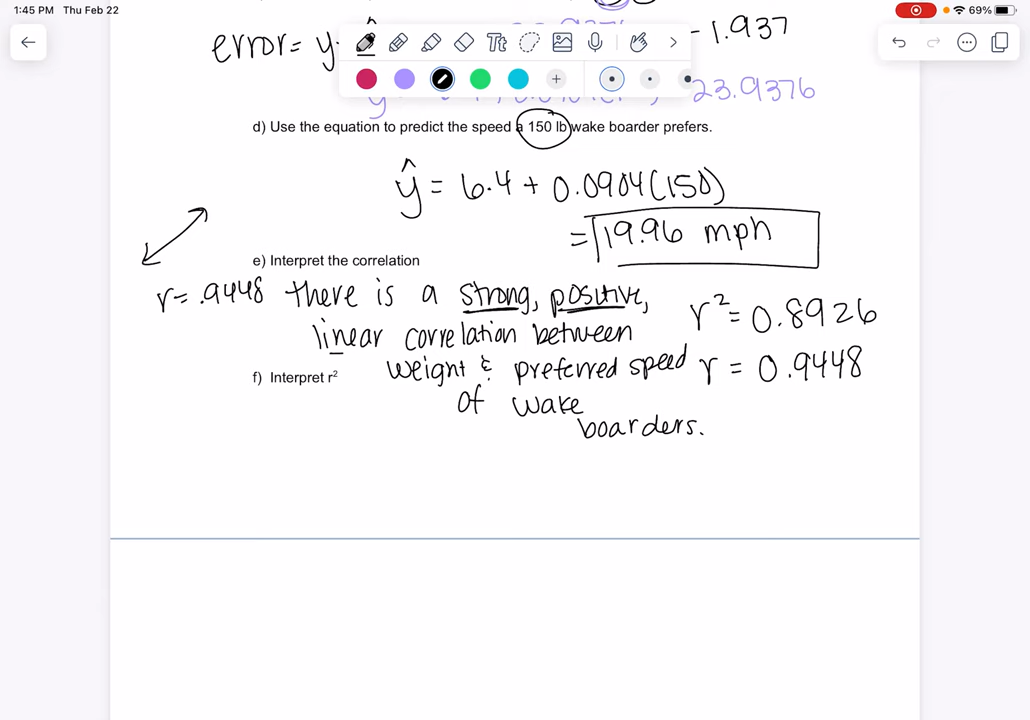 1:45 PM Thu Feb 22
69%
error= y
- 1.937
Tt
23.9376
d) Use the equation to predict the speed a 150 lb wake boarder prefers.
ŷ = 6.4 + 0.0904(150)
= 19.96 mph
e) Interpret the correlation
r= .9448 there is a strong, positive,
linear correlation between
weight & preferred speed
of wake
boarders.
r² = 0.8926
r = 0.9448
f) Interpret r²